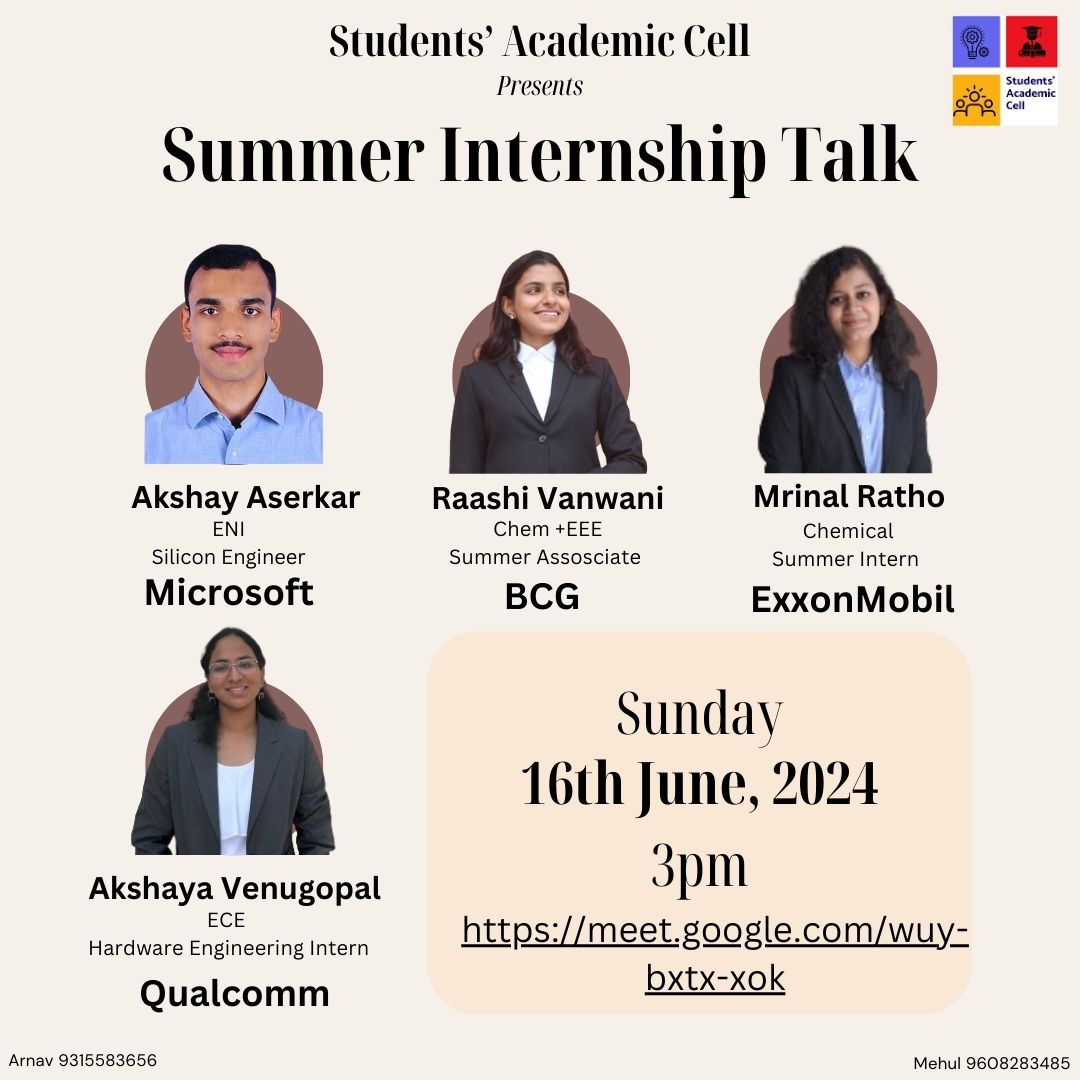 Students’ Academic Cell
Presents
Summer Internship Talk
Students’
Academic
Cell
Akshay Aserkar
ENI
Silicon Engineer
Microsoft
Raashi Vanwani
Chem +EEE
Summer Assosciate
BCG
Mrinal Ratho
Chemical
Summer Intern
ExxonMobil
Akshaya Venugopal
ECE
Hardware Engineering Intern
Qualcomm
Sunday
16th June, 2024
3pm
https://meet.google.com/wuy-
bxtx-xok
Arnav 9315583656
Mehul 9608283485